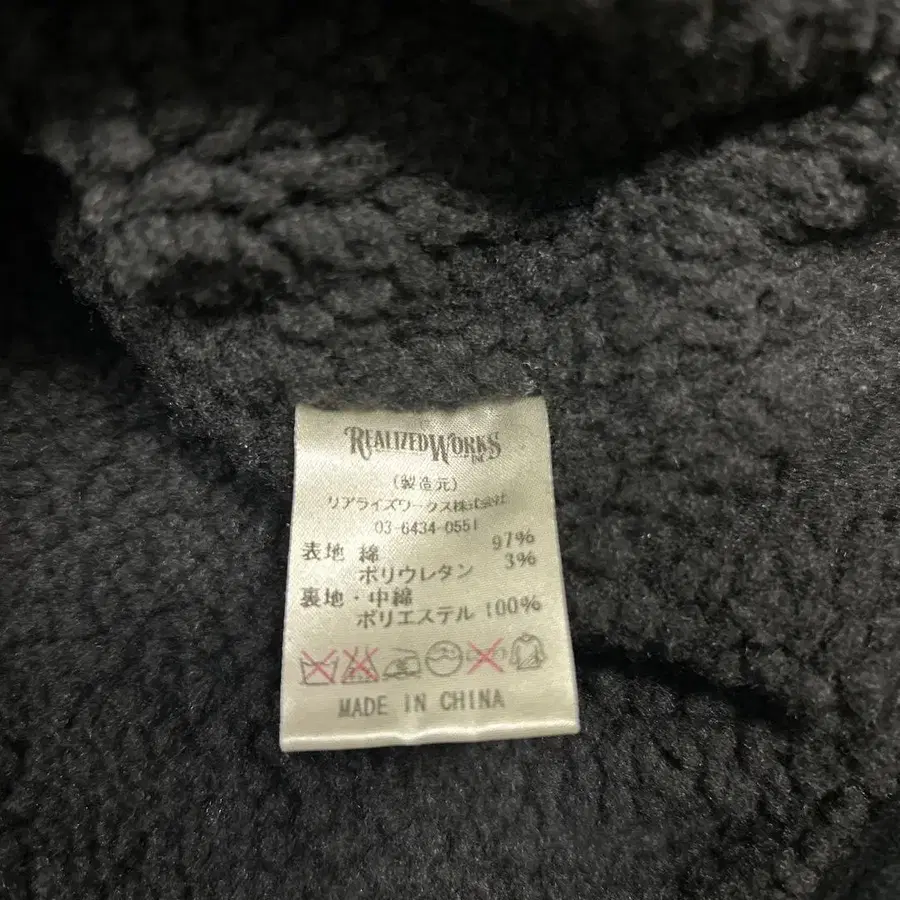 REALIZEDWORKS INC
(製造元)
リアライズワークス株式会社
03-6434-0551
表地 綿 97%
ポリウレタン 3%
裏地・中綿
ポリエステル 100%
MADE IN CHINA